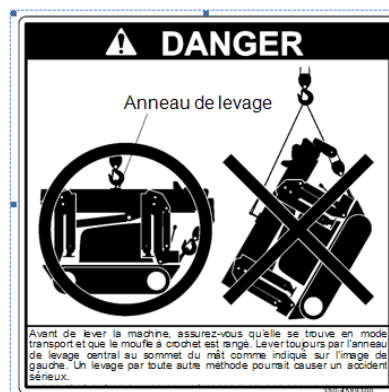 DANGER
Anneau de levage
Avant de lever la machine, assurez-vous qu'elle se trouve en mode
transport et que le moufle à crochet est rangé. Lever toujours par l'anneau
de levage central au sommet du mât comme indiqué sur l'image de
gauche. Un levage par toute autre méthode pourrait causer un accident
sérieux.
350-4589300